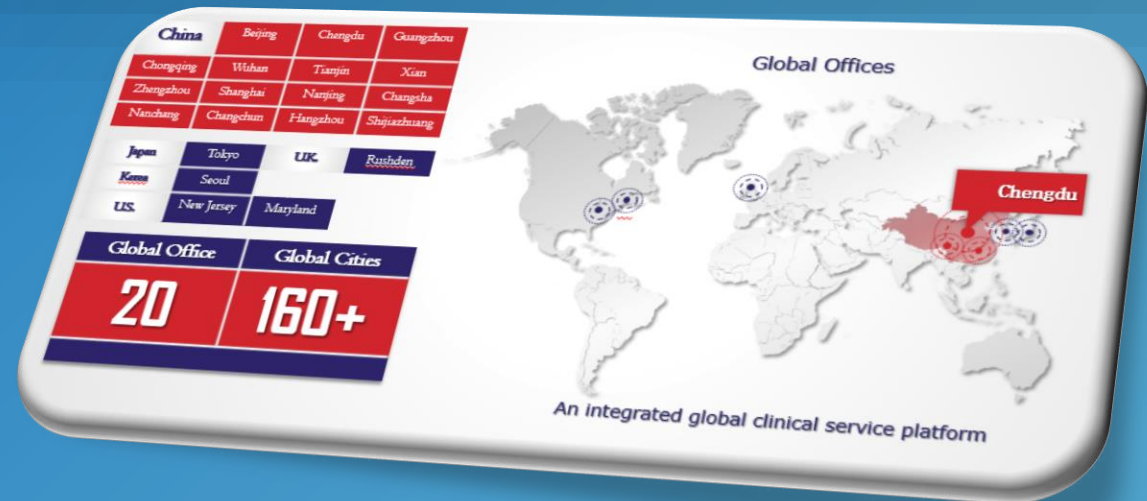 China Beijing Chengdu Guangzhou
Chongqing Wuhan Tianjin Xian
Zhengzhou Shanghai Nanjing Changsha
Nanchang Changchun Hangzhou Shijiazhuang
Japan Tokyo U.K. Rushden
Korea Seoul
U.S. New Jersey Maryland
Global Office Global Cities
20 160+
Global Offices
Chengdu
An integrated global clinical service platform